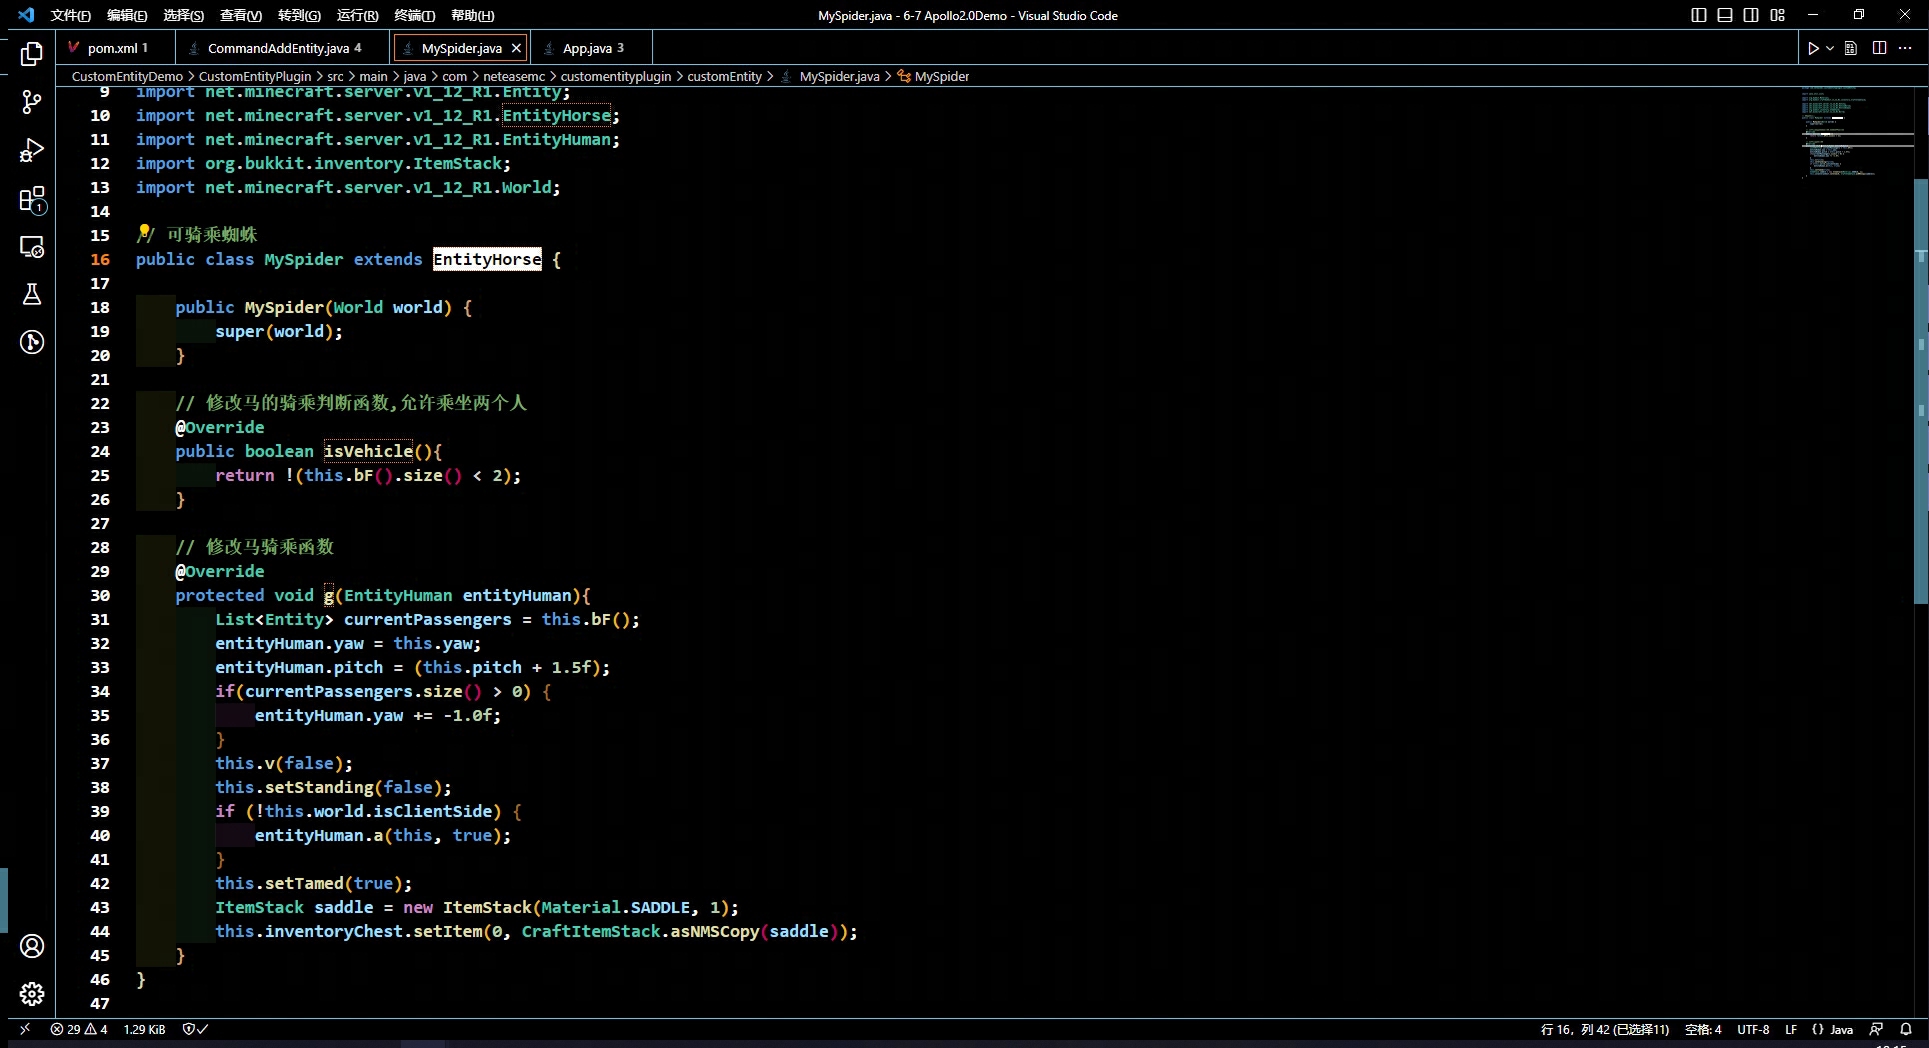 文件(F) 编辑(E) 选择(S) 查看(V) 转到(G) 运行(R) 终端(T) 帮助(H) MySpider.java - 6-7 Apollo2.0Demo - Visual Studio Code
pom.xml 1 CommandAddEntity.java 4 MySpider.java App.java 3
CustomEntityDemo > CustomEntityPlugin > src > main > java > com > neteasemc > customentityplugin > customEntity > MySpider.java > MySpider
9 import net.minecraft.server.v1_12_R1.Entity;
10 import net.minecraft.server.v1_12_R1.EntityHorse;
11 import net.minecraft.server.v1_12_R1.EntityHuman;
12 import org.bukkit.inventory.ItemStack;
13 import net.minecraft.server.v1_12_R1.World;
14
15 // 可骑乘蜘蛛
16 public class MySpider extends EntityHorse {
17
18 public MySpider(World world) {
19 super(world);
20 }
21
22 // 修改马的骑乘判断函数,允许乘坐两个人
23 @Override
24 public boolean isVehicle(){
25 return !(this.bF().size() < 2);
26 }
27
28 // 修改马骑乘函数
29 @Override
30 protected void g(EntityHuman entityHuman){
31 List<Entity> currentPassengers = this.bF();
32 entityHuman.yaw = this.yaw;
33 entityHuman.pitch = (this.pitch + 1.5f);
34 if(currentPassengers.size() > 0) {
35 entityHuman.yaw += -1.0f;
36 }
37 this.v(false);
38 this.setStanding(false);
39 if (!this.world.isClientSide) {
40 entityHuman.a(this, true);
41 }
42 this.setTamed(true);
43 ItemStack saddle = new ItemStack(Material.SADDLE, 1);
44 this.inventoryChest.setItem(0, CraftItemStack.asNMSCopy(saddle));
45 }
46 }
47
1
29 4 1.29 KiB 行 16，列 42 (已选择11) 空格: 4 UTF-8 LF {} Java